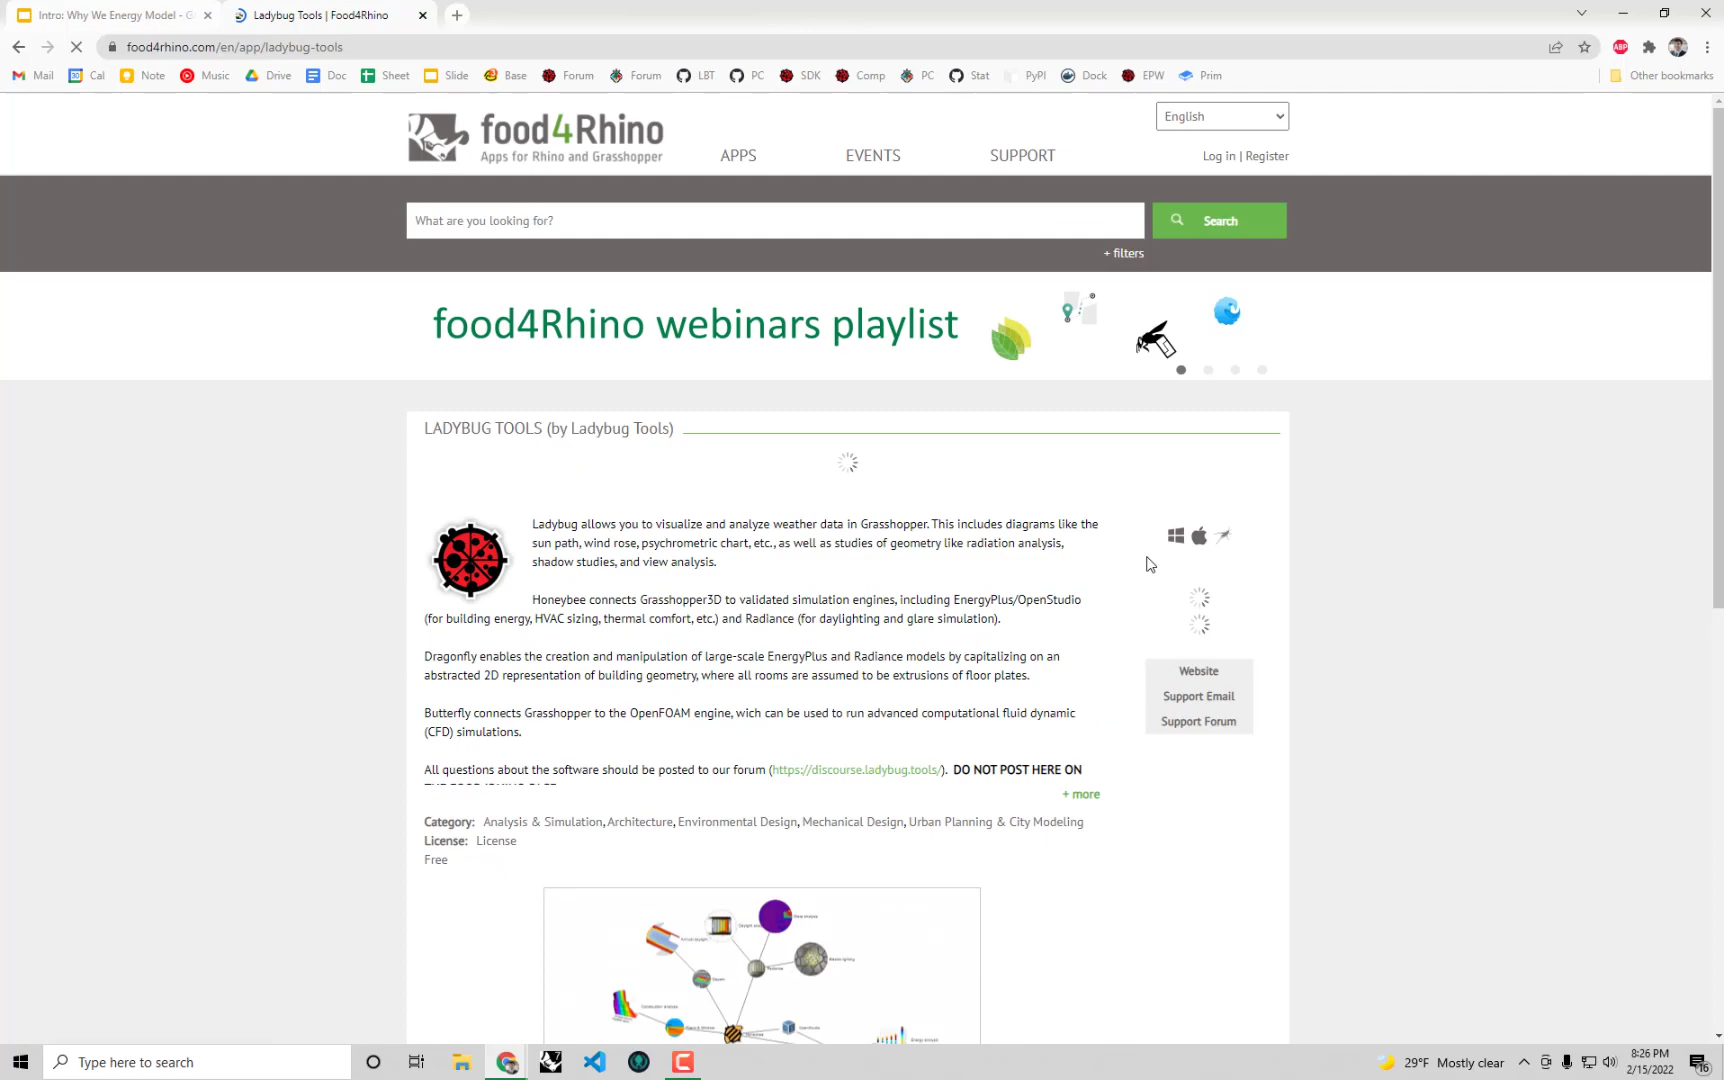 Intro: Why We Energy Model - G
Ladybug Tools | Food4Rhino
food4rhino.com/en/app/ladybug-tools
ABP
Mail
Cal
Note
Music
Drive
Doc
Sheet
Slide
Base
Forum
Forum
LBT
PC
SDK
Comp
PC
Stat
PyPI
Dock
EPW
Prim
Other bookmarks
food4Rhino
Apps for Rhino and Grasshopper
APPS
EVENTS
SUPPORT
English
Log in | Register
What are you looking for?
Search
+ filters
food4Rhino webinars playlist
LADYBUG TOOLS (by Ladybug Tools)
Ladybug allows you to visualize and analyze weather data in Grasshopper. This includes diagrams like the
sun path, wind rose, psychrometric chart, etc., as well as studies of geometry like radiation analysis,
shadow studies, and view analysis.
Honeybee connects Grasshopper3D to validated simulation engines, including EnergyPlus/OpenStudio
(for building energy, HVAC sizing, thermal comfort, etc.) and Radiance (for daylighting and glare simulation).
Dragonfly enables the creation and manipulation of large-scale EnergyPlus and Radiance models by capitalizing on an
abstracted 2D representation of building geometry, where all rooms are assumed to be extrusions of floor plates.
Butterfly connects Grasshopper to the OpenFOAM engine, wich can be used to run advanced computational fluid dynamic
(CFD) simulations.
All questions about the software should be posted to our forum (https://discourse.ladybug.tools/). DO NOT POST HERE ON
+ more
Website
Support Email
Support Forum
Category: Analysis & Simulation, Architecture, Environmental Design, Mechanical Design, Urban Planning & City Modeling
License: License
Free
Type here to search
29°F Mostly clear
8:26 PM
2/15/2022
16